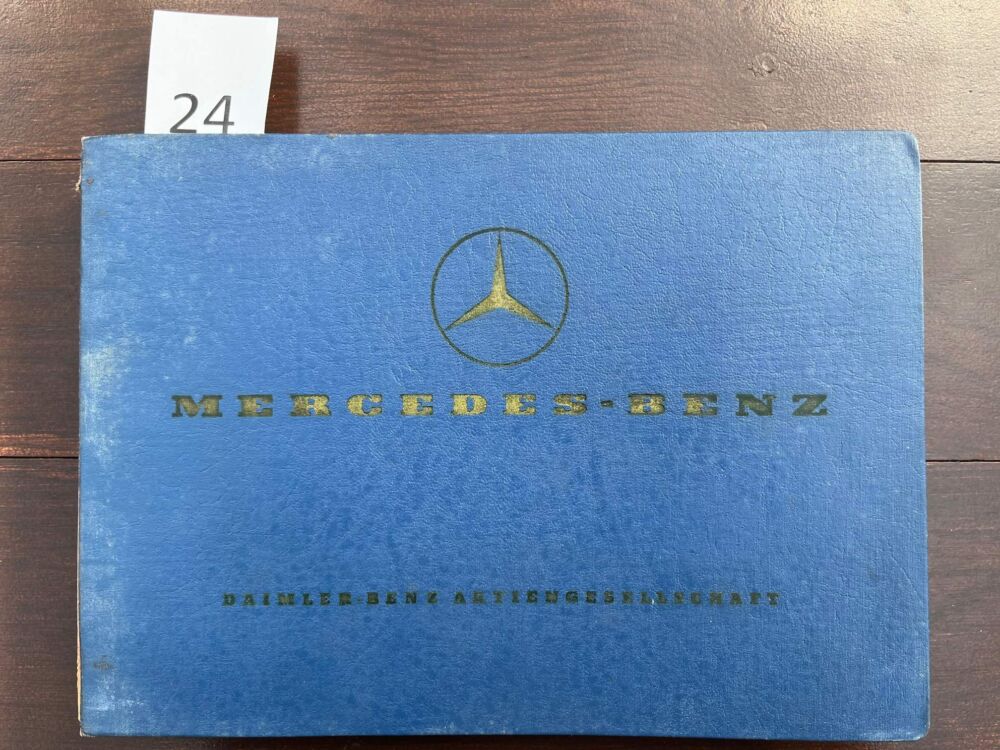 24
MERCEDES-BENZ
DAIMLER-BENZ AKTIENGESELLSCHAFT